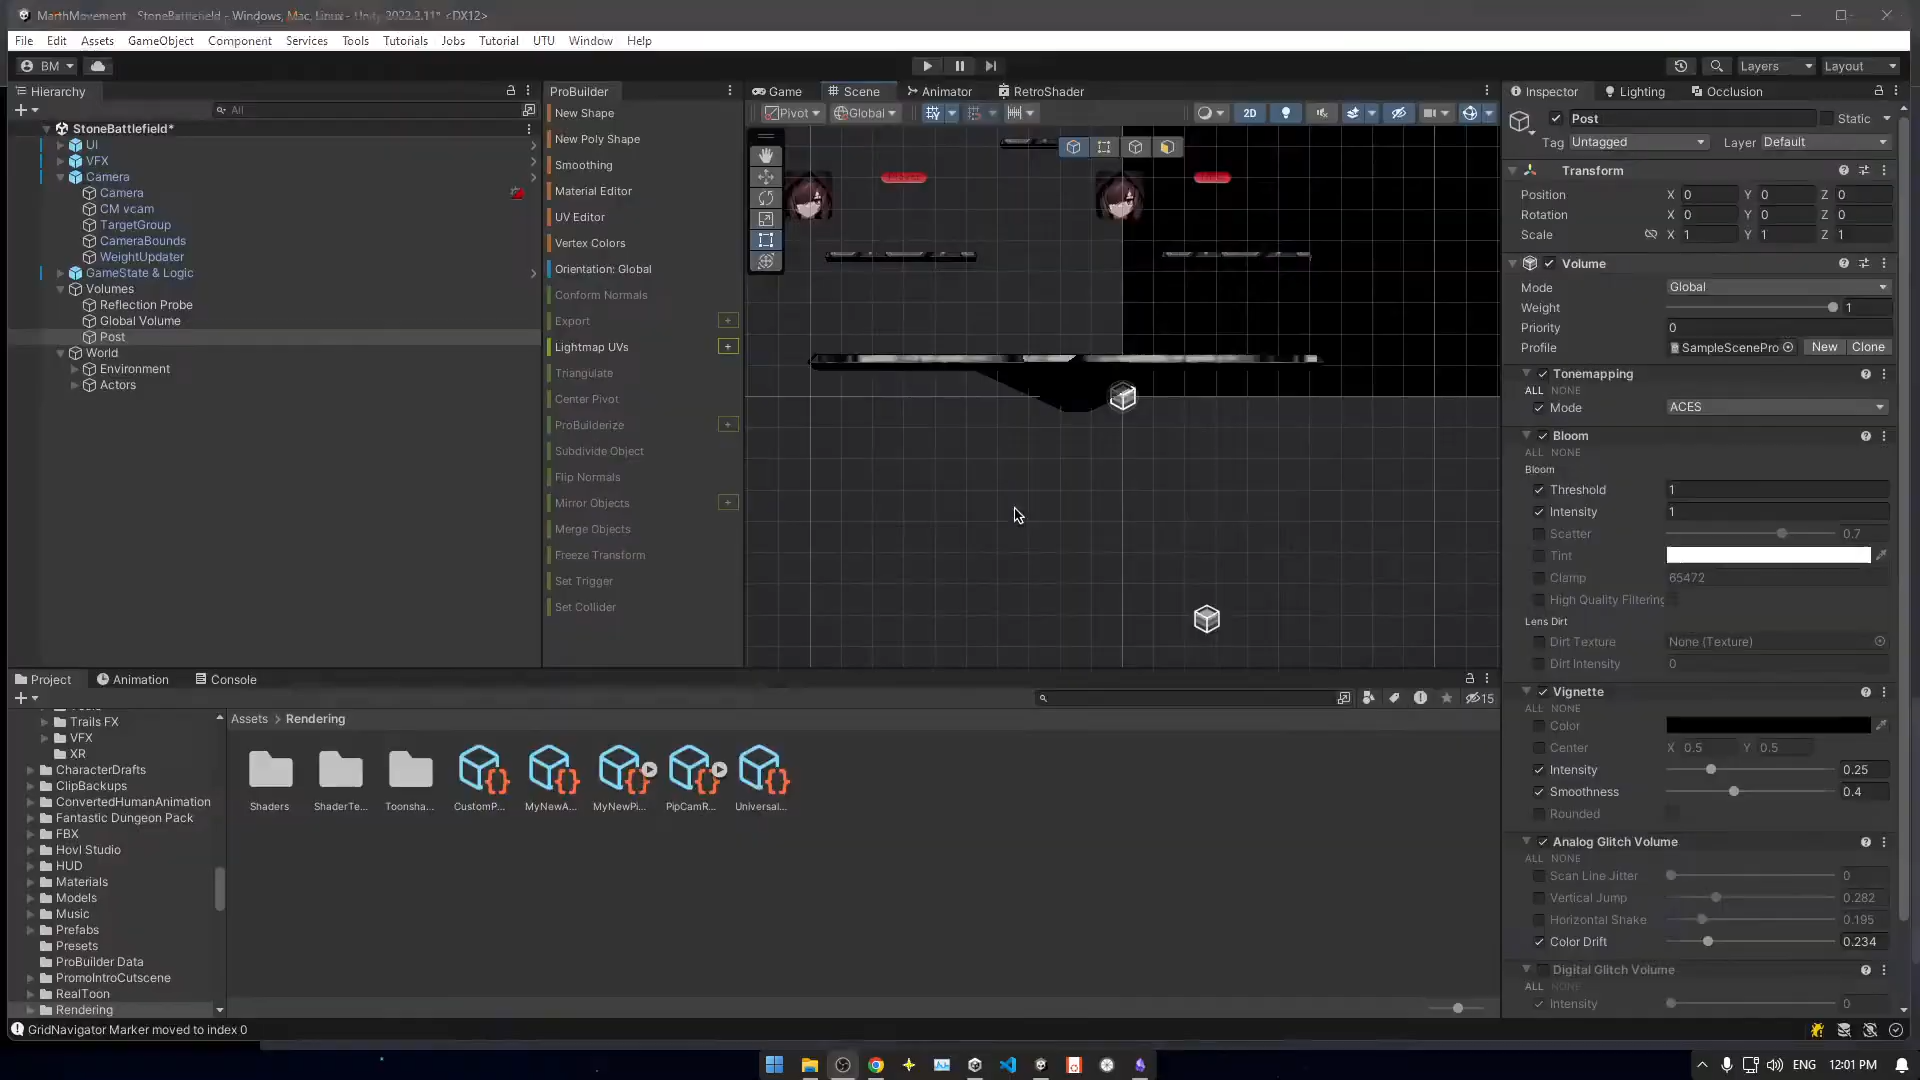 MarthMovement - StoneBattlefield - Windows, Mac, Linux - Unity 2022.3.11* <DX12>
File Edit Assets GameObject Component Services Tools Tutorials Jobs Tutorial UTU Window Help
BM
Layers Layout
Hierarchy
All
StoneBattlefield*
UI
VFX
Camera
Camera
CM vcam
TargetGroup
CameraBounds
WeightUpdater
GameState & Logic
Volumes
Reflection Probe
Global Volume
Post
World
Environment
Actors
ProBuilder
New Shape
New Poly Shape
Smoothing
Material Editor
UV Editor
Vertex Colors
Orientation: Global
Conform Normals
Export
Lightmap UVs
Triangulate
Center Pivot
ProBuilderize
Subdivide Object
Flip Normals
Mirror Objects
Merge Objects
Freeze Transform
Set Trigger
Set Collider
Game Scene Animator RetroShader
Pivot Global 2D
Inspector Lighting Occlusion
Post Static
Tag Untagged Layer Default
Transform
Position X 0 Y 0 Z 0
Rotation X 0 Y 0 Z 0
Scale X 1 Y 1 Z 1
Volume
Mode Global
Weight 1
Priority 0
Profile SampleScenePro New Clone
Tonemapping
ALL NONE
Mode ACES
Bloom
ALL NONE
Bloom
Threshold 1
Intensity 1
Scatter 0.7
Tint
Clamp 65472
High Quality Filtering
Lens Dirt
Dirt Texture None (Texture)
Dirt Intensity 0
Vignette
ALL NONE
Color
Center X 0.5 Y 0.5
Intensity 0.25
Smoothness 0.4
Rounded
Analog Glitch Volume
ALL NONE
Scan Line Jitter 0
Vertical Jump 0.282
Horizontal Shake 0.195
Color Drift 0.234
Digital Glitch Volume
ALL NONE
Intensity 0
Project Animation Console
15
Trails FX
VFX
XR
CharacterDrafts
ClipBackups
ConvertedHumanAnimation
Fantastic Dungeon Pack
FBX
Hovl Studio
HUD
Materials
Models
Music
Prefabs
Presets
ProBuilder Data
PromoIntroCutscene
RealToon
Rendering
Assets > Rendering
Shaders ShaderTe... Toonsha... CustomP... MyNewA... MyNewPi... PipCamR... Universal...
GridNavigator Marker moved to index 0
ENG 12:01 PM